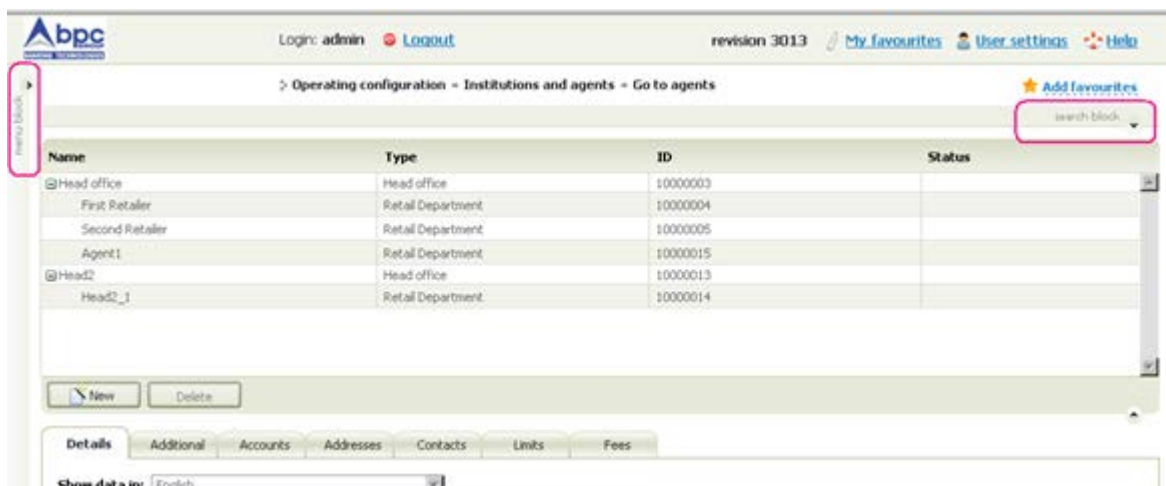 bpc
Login: admin Logout revision 3013 My favourites User settings Help
> Operating configuration - Institutions and agents - Go to agents Add favourites
menu block
search block
Name Type ID Status
Head office Head office 10000003
First Retailer Retail Department 10000004
Second Retailer Retail Department 10000005
Agent1 Retail Department 10000015
Head2 Head office 10000013
Head2_1 Retail Department 10000014
New Delete
Details Additional Accounts Addresses Contacts Limits Fees
Show data in: English